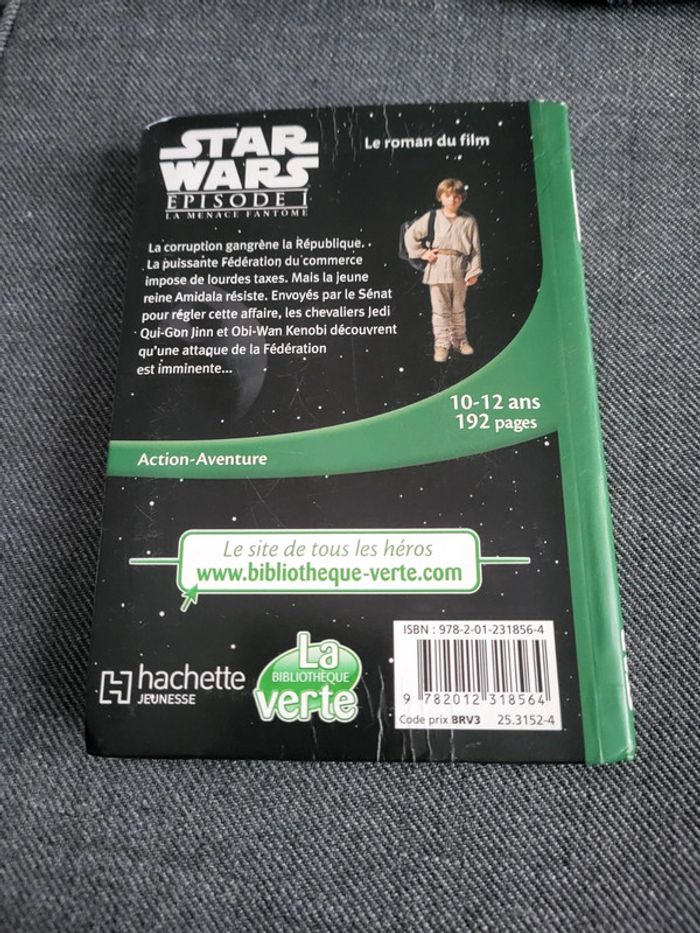 STAR
WARS
EPISODE I
LA MENACE FANTOME
Le roman du film
La corruption gangrène la République.
La puissante Fédération du commerce
impose de lourdes taxes. Mais la jeune
reine Amidala résiste. Envoyés par le Sénat
pour régler cette affaire, les chevaliers Jedi
Qui-Gon Jinn et Obi-Wan Kenobi découvrent
qu'une attaque de la Fédération
est imminente...
10-12 ans
192 pages
Action-Aventure
Le site de tous les héros
www.bibliotheque-verte.com
hachette
JEUNESSE
La
BIBLIOTHÈQUE
verte
ISBN : 978-2-01-231856-4
9 782012 318564
Code prix BRV3 25.3152-4